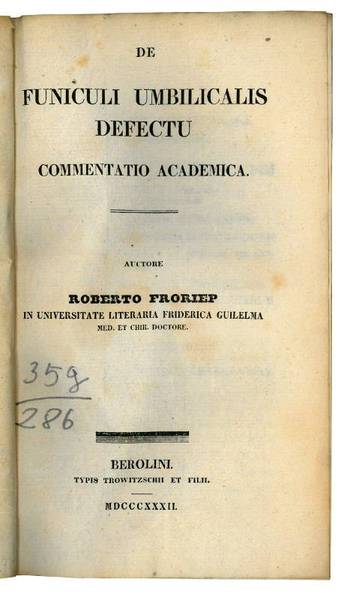 DE
FUNICULI UMBILICALIS
DEFECTU
COMMENTATIO ACADEMICA.
AUCTORE
ROBERTO FRORIEP
IN UNIVERSITATE LITERARIA FRIDERICA GUILELMA
MED. ET CHIR. DOCTORE.
359
286
BEROLINI.
TYPIS TROWITZSCHII ET FILII.
MDCCCXXXII.